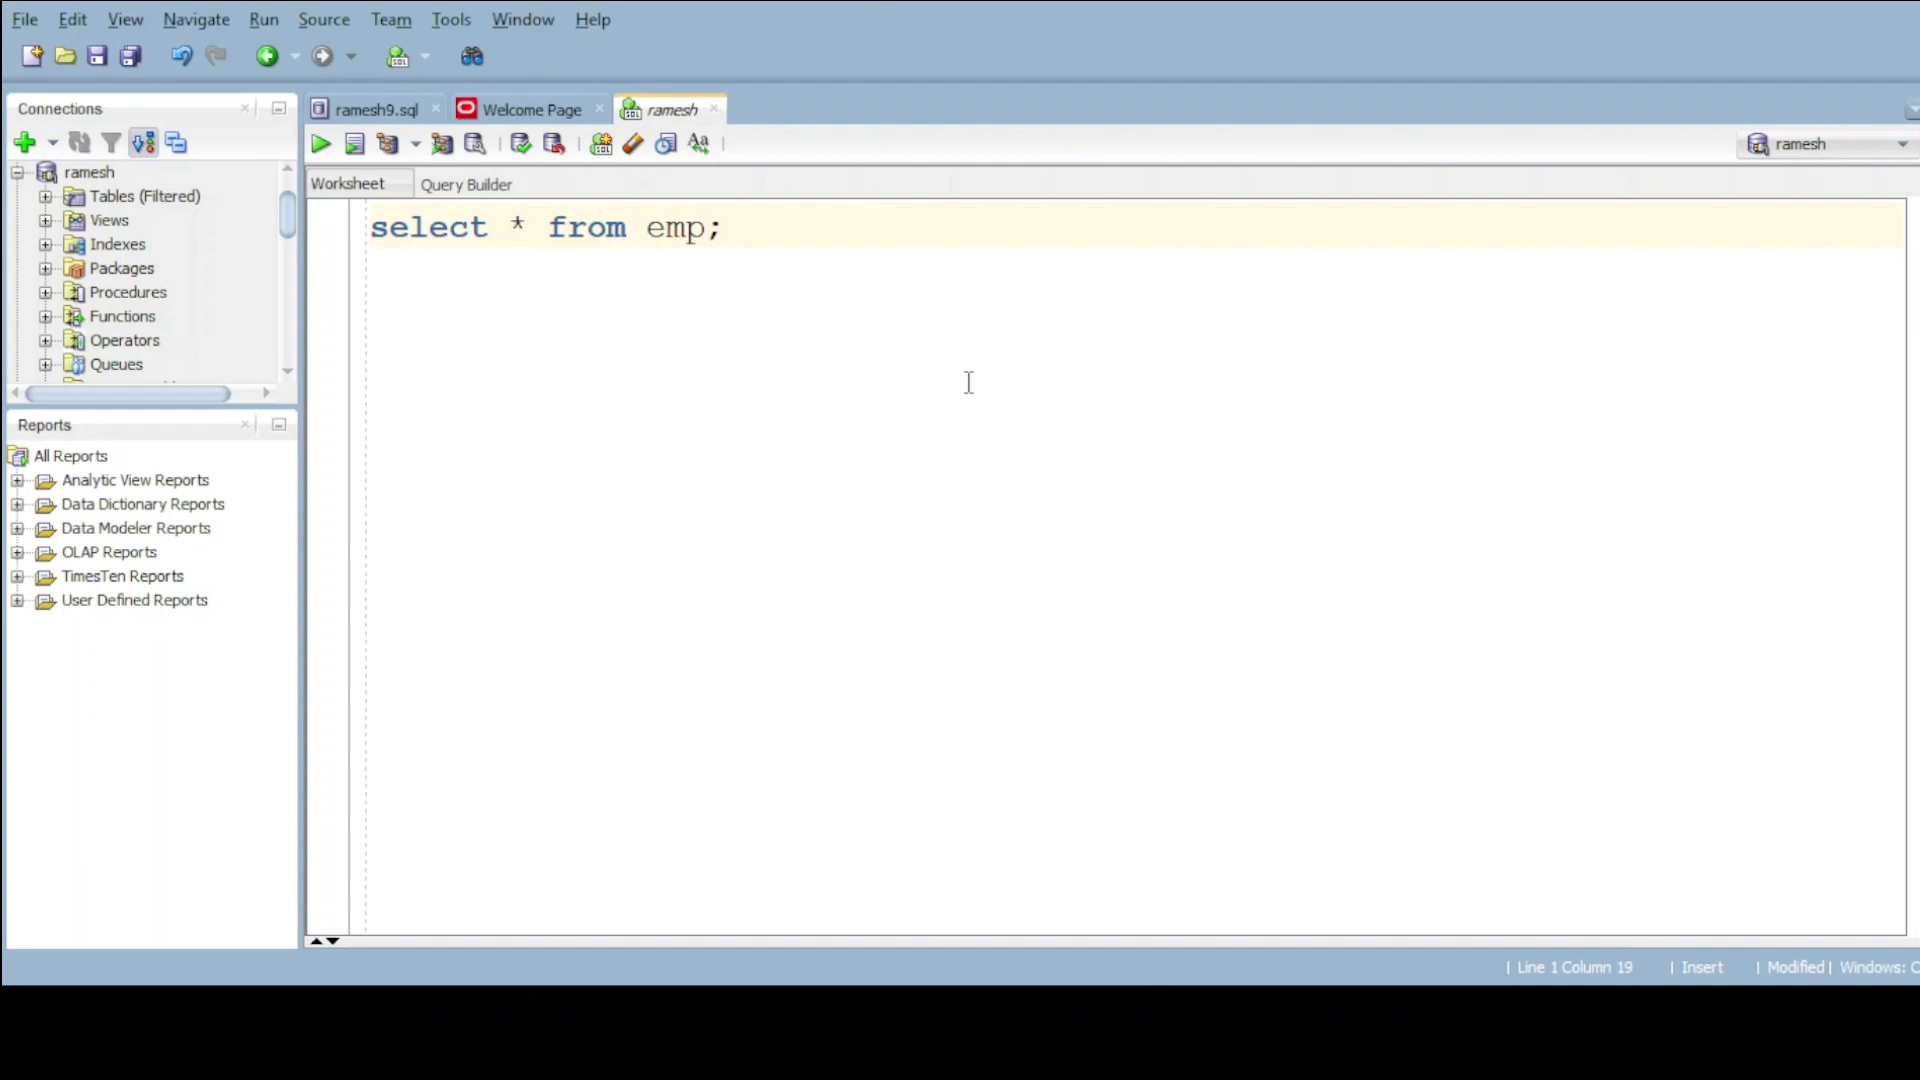 File Edit View Navigate Run Source Team Tools Window Help
Connections
ramesh9.sql Welcome Page ramesh
ramesh
ramesh
Tables (Filtered)
Views
Indexes
Packages
Procedures
Functions
Operators
Queues
Worksheet Query Builder
select * from emp;
Reports
All Reports
Analytic View Reports
Data Dictionary Reports
Data Modeler Reports
OLAP Reports
TimesTen Reports
User Defined Reports
| Line 1 Column 19 | Insert | Modified | Windows: C